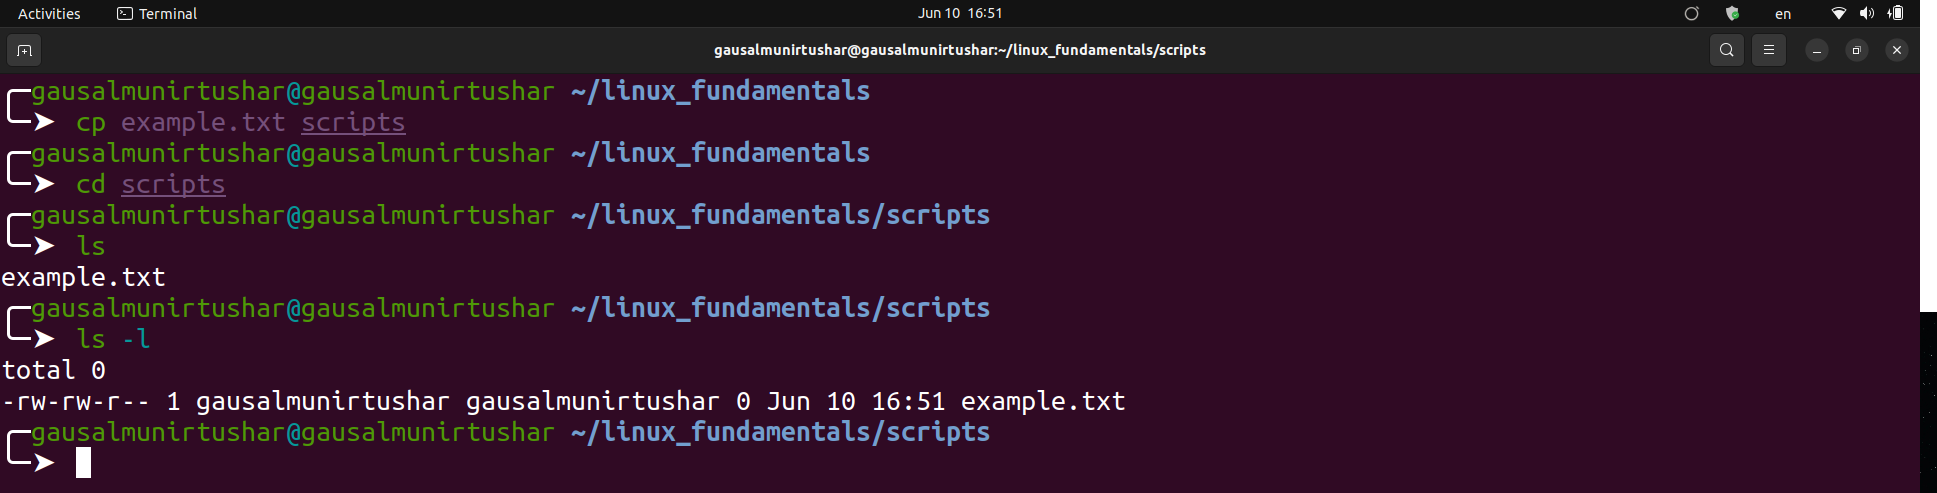 Activities Terminal Jun 10 16:51 en
gausalmunirtushar@gausalmunirtushar:~/linux_fundamentals/scripts
gausalmunirtushar@gausalmunirtushar ~/linux_fundamentals
➤ cp example.txt scripts
gausalmunirtushar@gausalmunirtushar ~/linux_fundamentals
➤ cd scripts
gausalmunirtushar@gausalmunirtushar ~/linux_fundamentals/scripts
➤ ls
example.txt
gausalmunirtushar@gausalmunirtushar ~/linux_fundamentals/scripts
➤ ls -l
total 0
-rw-rw-r-- 1 gausalmunirtushar gausalmunirtushar 0 Jun 10 16:51 example.txt
gausalmunirtushar@gausalmunirtushar ~/linux_fundamentals/scripts
➤